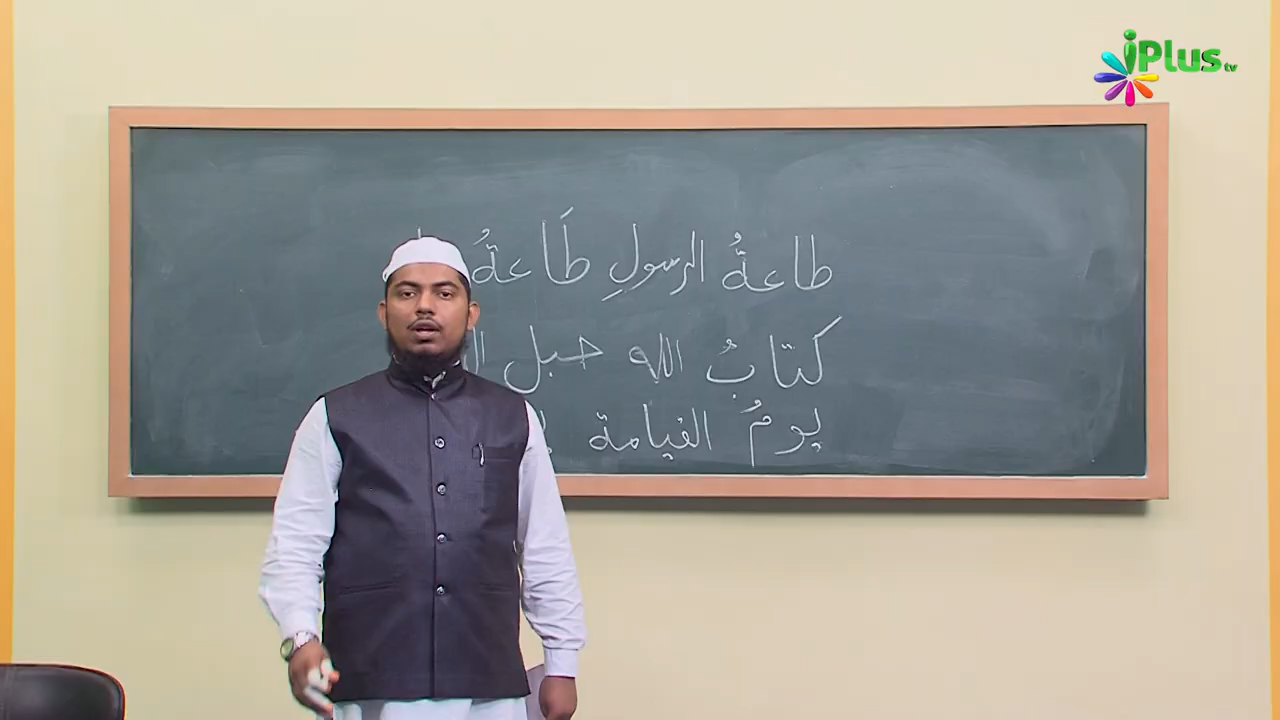 iPlus tv
طاعةُ الرسولِ طَاعةُ
كتابُ الله حبل
يومُ القيامة